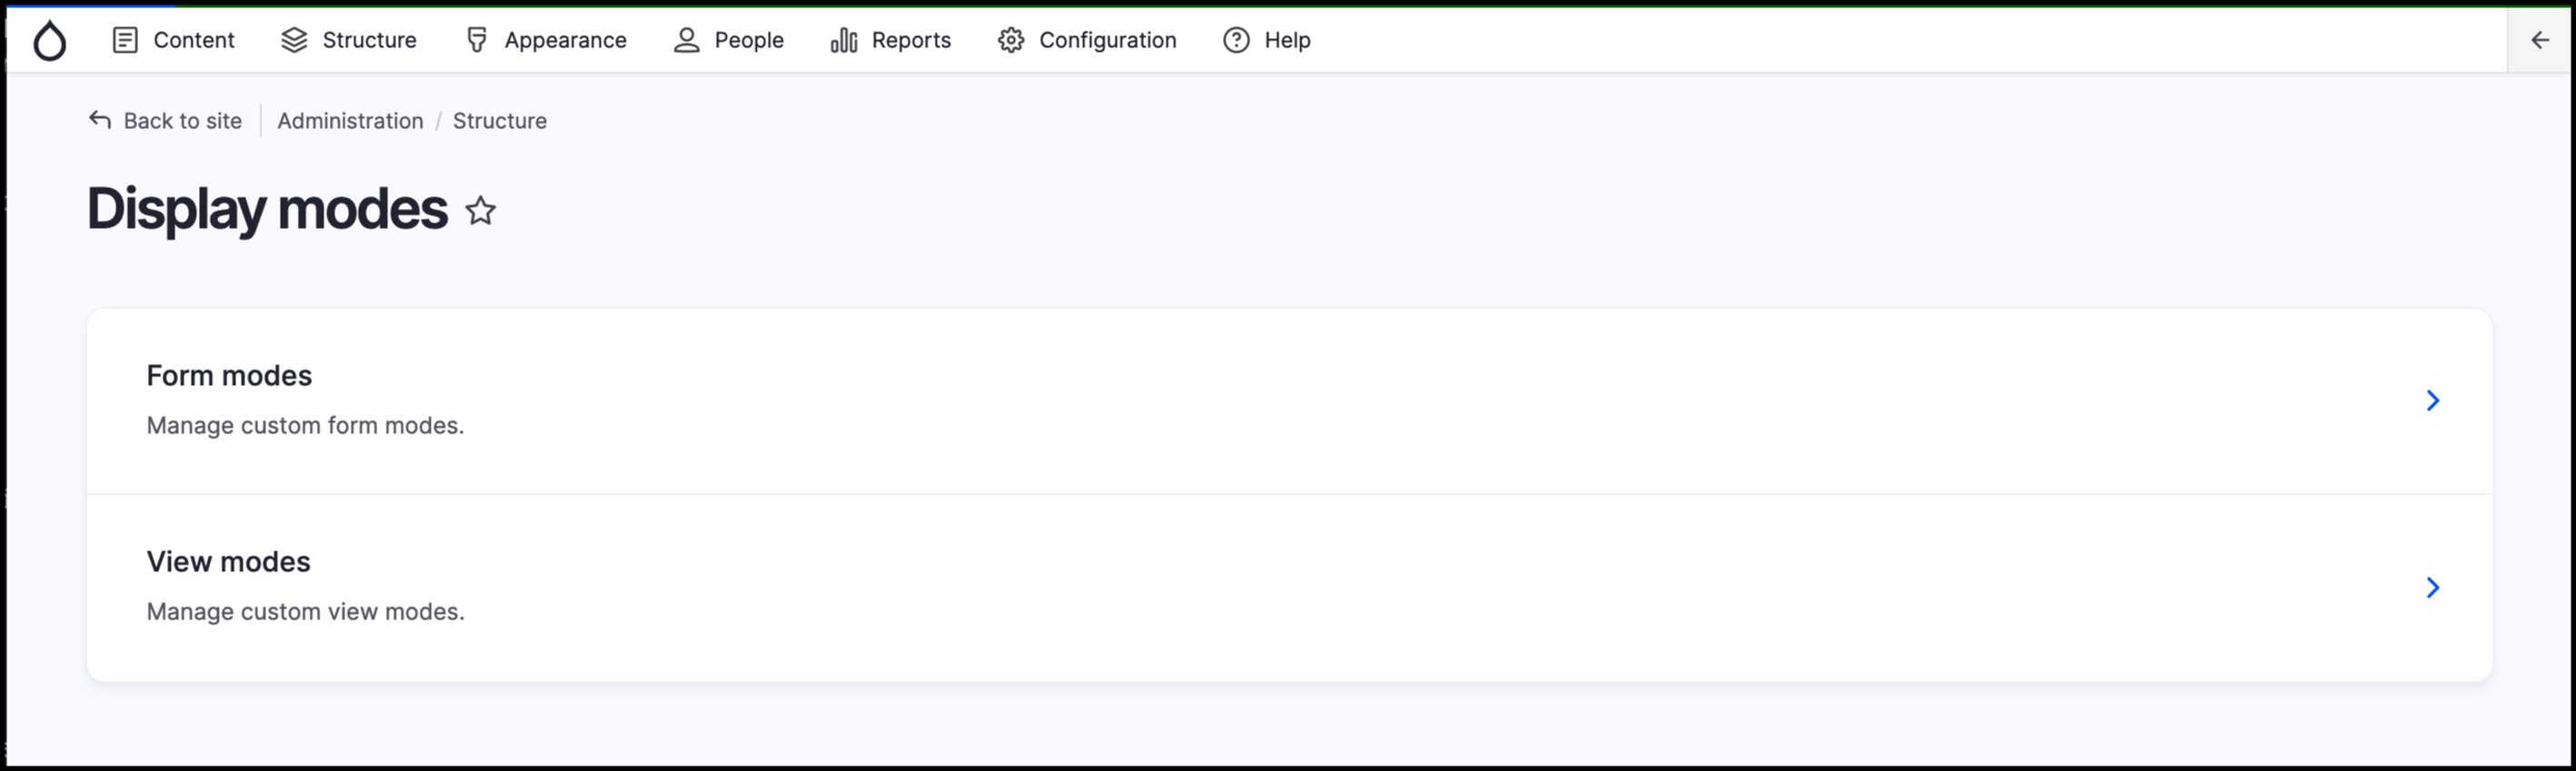 Content Structure Appearance People Reports Configuration Help
Back to site Administration / Structure
Display modes
Form modes
Manage custom form modes.
View modes
Manage custom view modes.